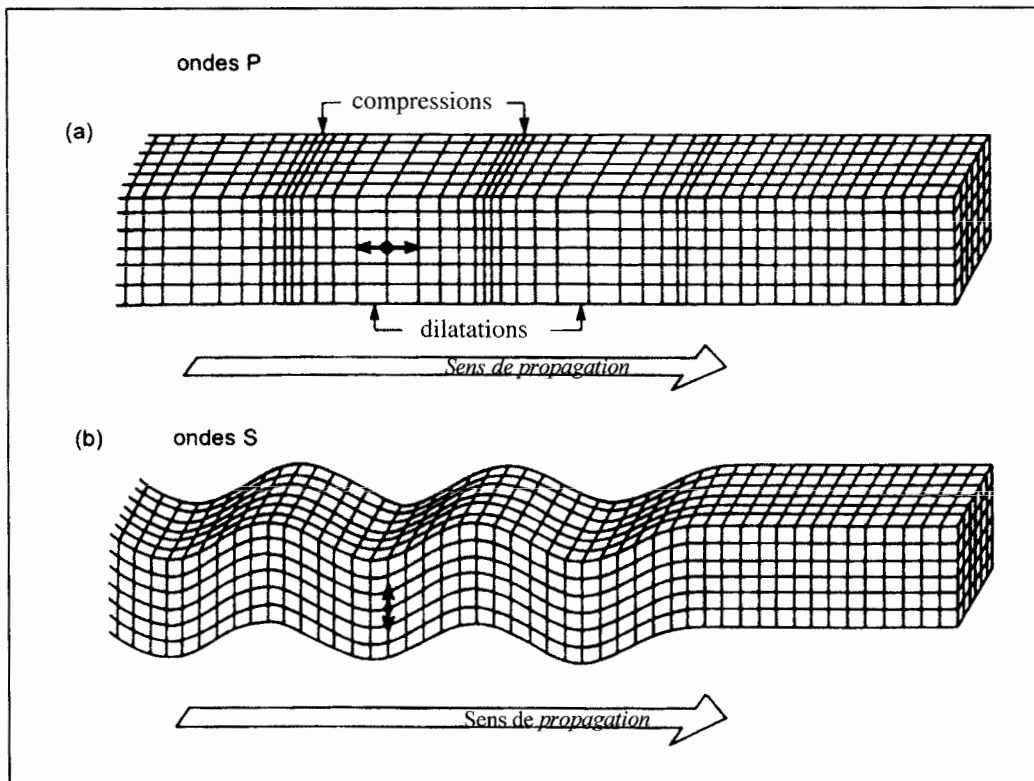 ondes P
compressions
(a)
dilatations
Sens de propagation
(b) ondes S
Sens de propagation